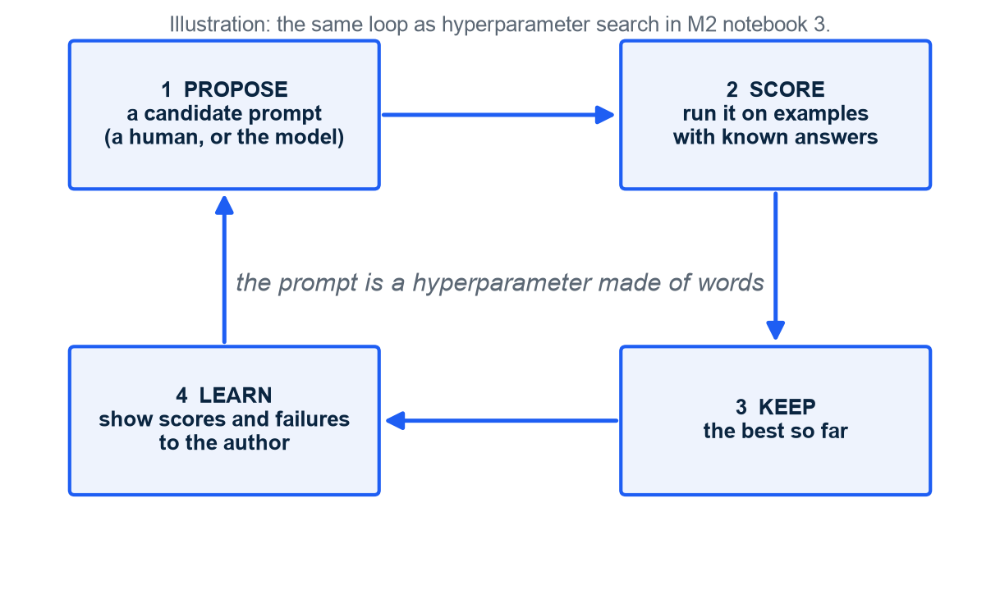 Illustration: the same loop as hyperparameter search in M2 notebook 3.
1 PROPOSE
a candidate prompt
(a human, or the model)
2 SCORE
run it on examples
with known answers
the prompt is a hyperparameter made of words
4 LEARN
show scores and failures
to the author
3 KEEP
the best so far